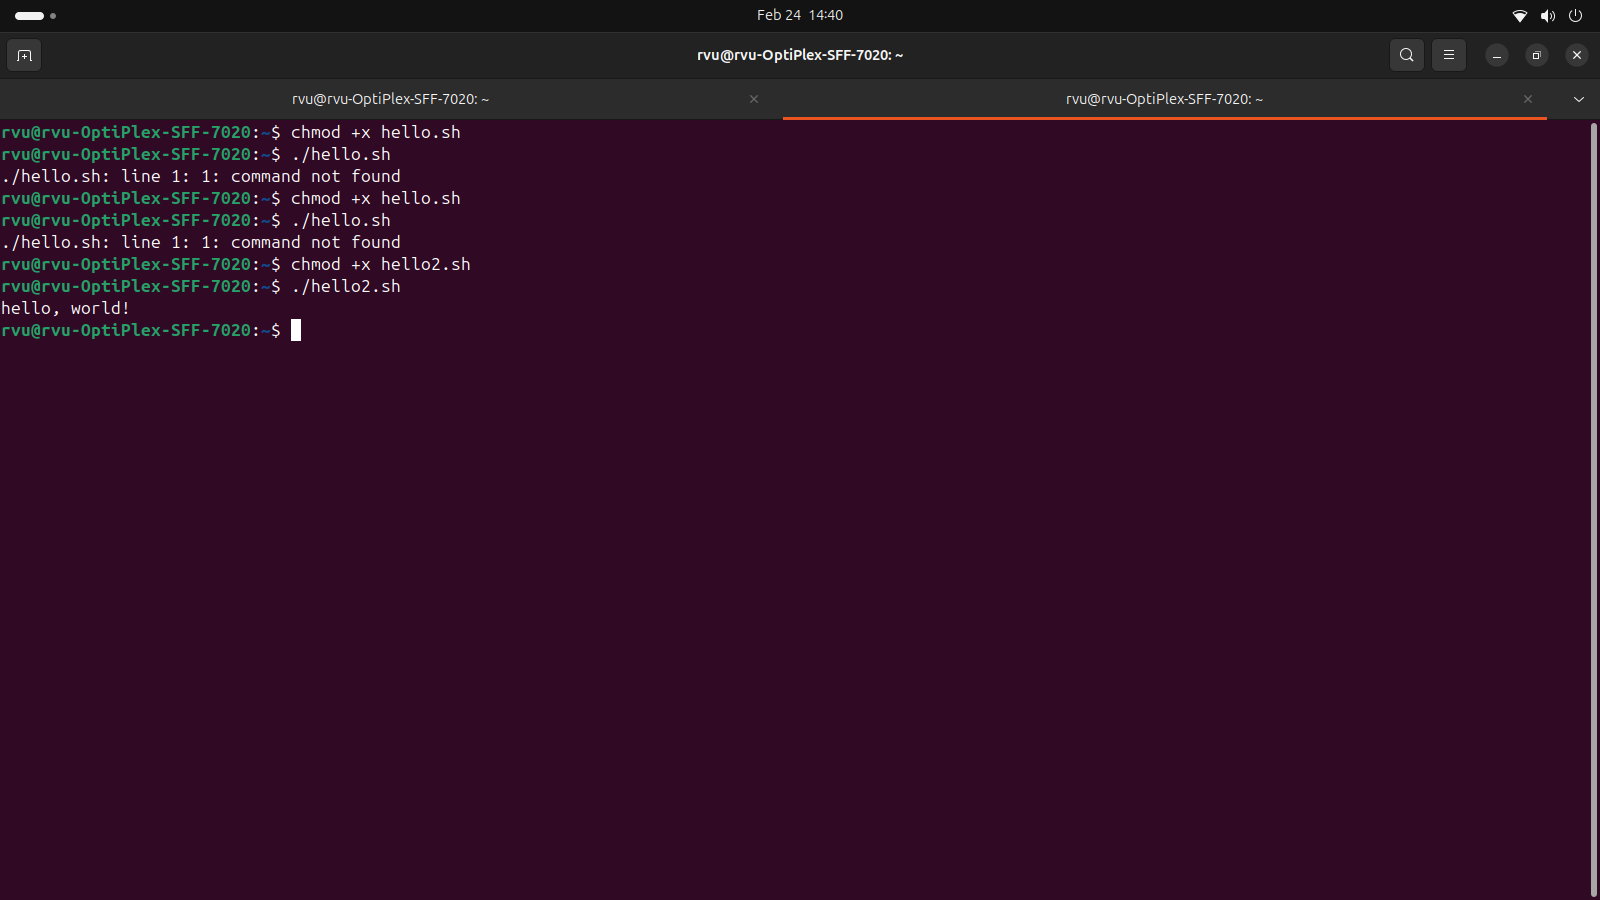 Feb 24 14:40
rvu@rvu-OptiPlex-SFF-7020: ~
rvu@rvu-OptiPlex-SFF-7020: ~
rvu@rvu-OptiPlex-SFF-7020: ~
rvu@rvu-OptiPlex-SFF-7020:~$ chmod +x hello.sh
rvu@rvu-OptiPlex-SFF-7020:~$ ./hello.sh
./hello.sh: line 1: 1: command not found
rvu@rvu-OptiPlex-SFF-7020:~$ chmod +x hello.sh
rvu@rvu-OptiPlex-SFF-7020:~$ ./hello.sh
./hello.sh: line 1: 1: command not found
rvu@rvu-OptiPlex-SFF-7020:~$ chmod +x hello2.sh
rvu@rvu-OptiPlex-SFF-7020:~$ ./hello2.sh
hello, world!
rvu@rvu-OptiPlex-SFF-7020:~$